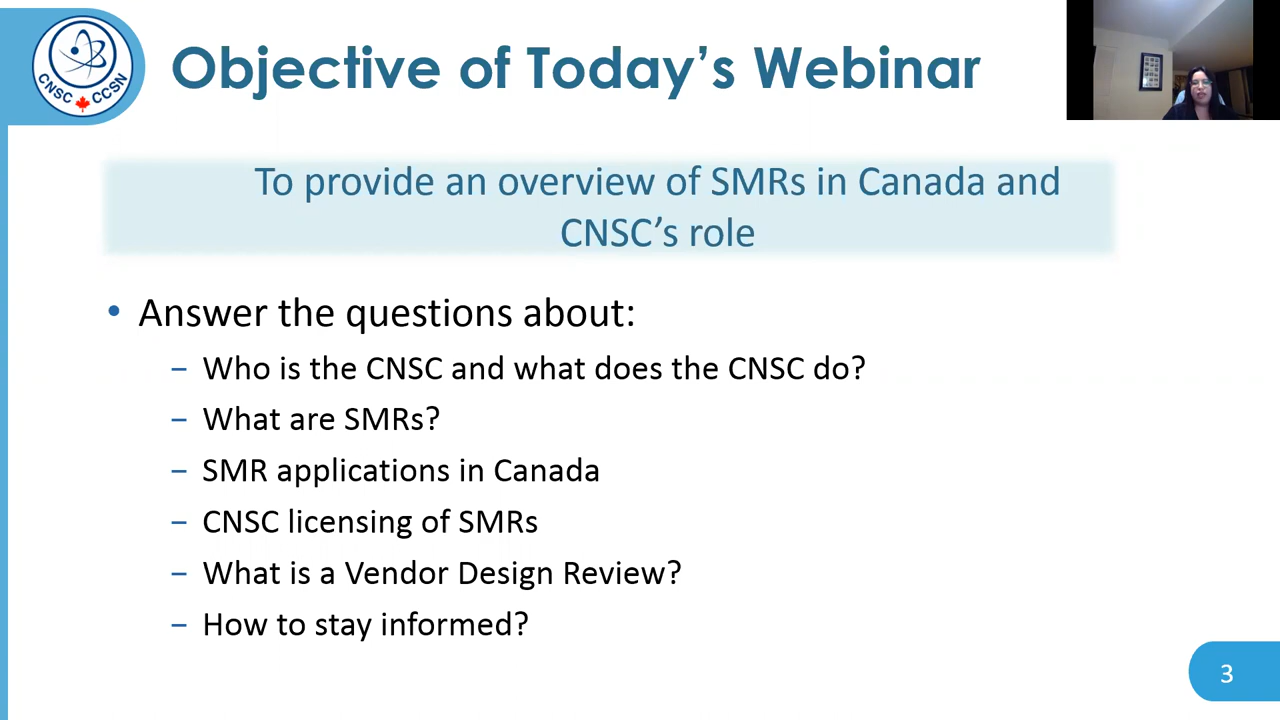 CNSC CCSN
Objective of Today’s Webinar
To provide an overview of SMRs in Canada and
CNSC’s role
• Answer the questions about:
– Who is the CNSC and what does the CNSC do?
– What are SMRs?
– SMR applications in Canada
– CNSC licensing of SMRs
– What is a Vendor Design Review?
– How to stay informed?
3